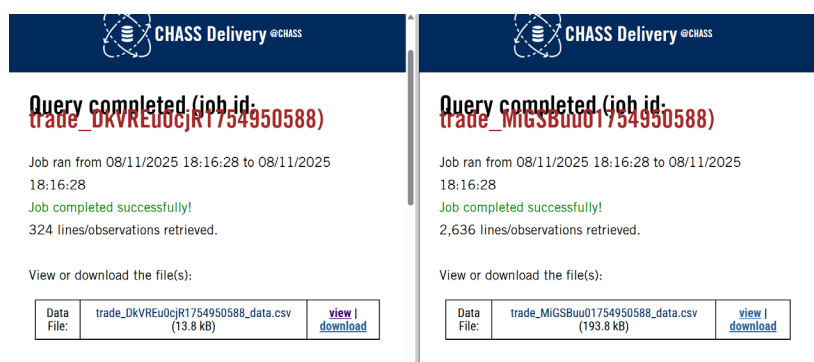 CHASS Delivery @CHASS
Query completed (job id:
trade_DkVREu0cjR1754950588)
Job ran from 08/11/2025 18:16:28 to 08/11/2025
18:16:28
Job completed successfully!
324 lines/observations retrieved.
View or download the file(s):
Data File:
trade_DkVREu0cjR1754950588_data.csv
(13.8 kB)
view |
download
CHASS Delivery @CHASS
Query completed (job id:
trade_MiGSBuu01754950588)
Job ran from 08/11/2025 18:16:28 to 08/11/2025
18:16:28
Job completed successfully!
2,636 lines/observations retrieved.
View or download the file(s):
Data File:
trade_MiGSBuu01754950588_data.csv
(193.8 kB)
view |
download